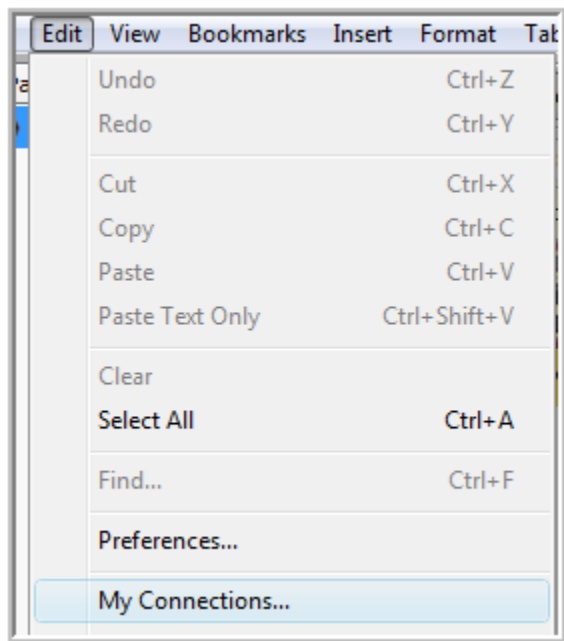 Edit View Bookmarks Insert Format
Undo Ctrl+Z
Redo Ctrl+Y
Cut Ctrl+X
Copy Ctrl+C
Paste Ctrl+V
Paste Text Only Ctrl+Shift+V
Clear
Select All Ctrl+A
Find... Ctrl+F
Preferences...
My Connections...